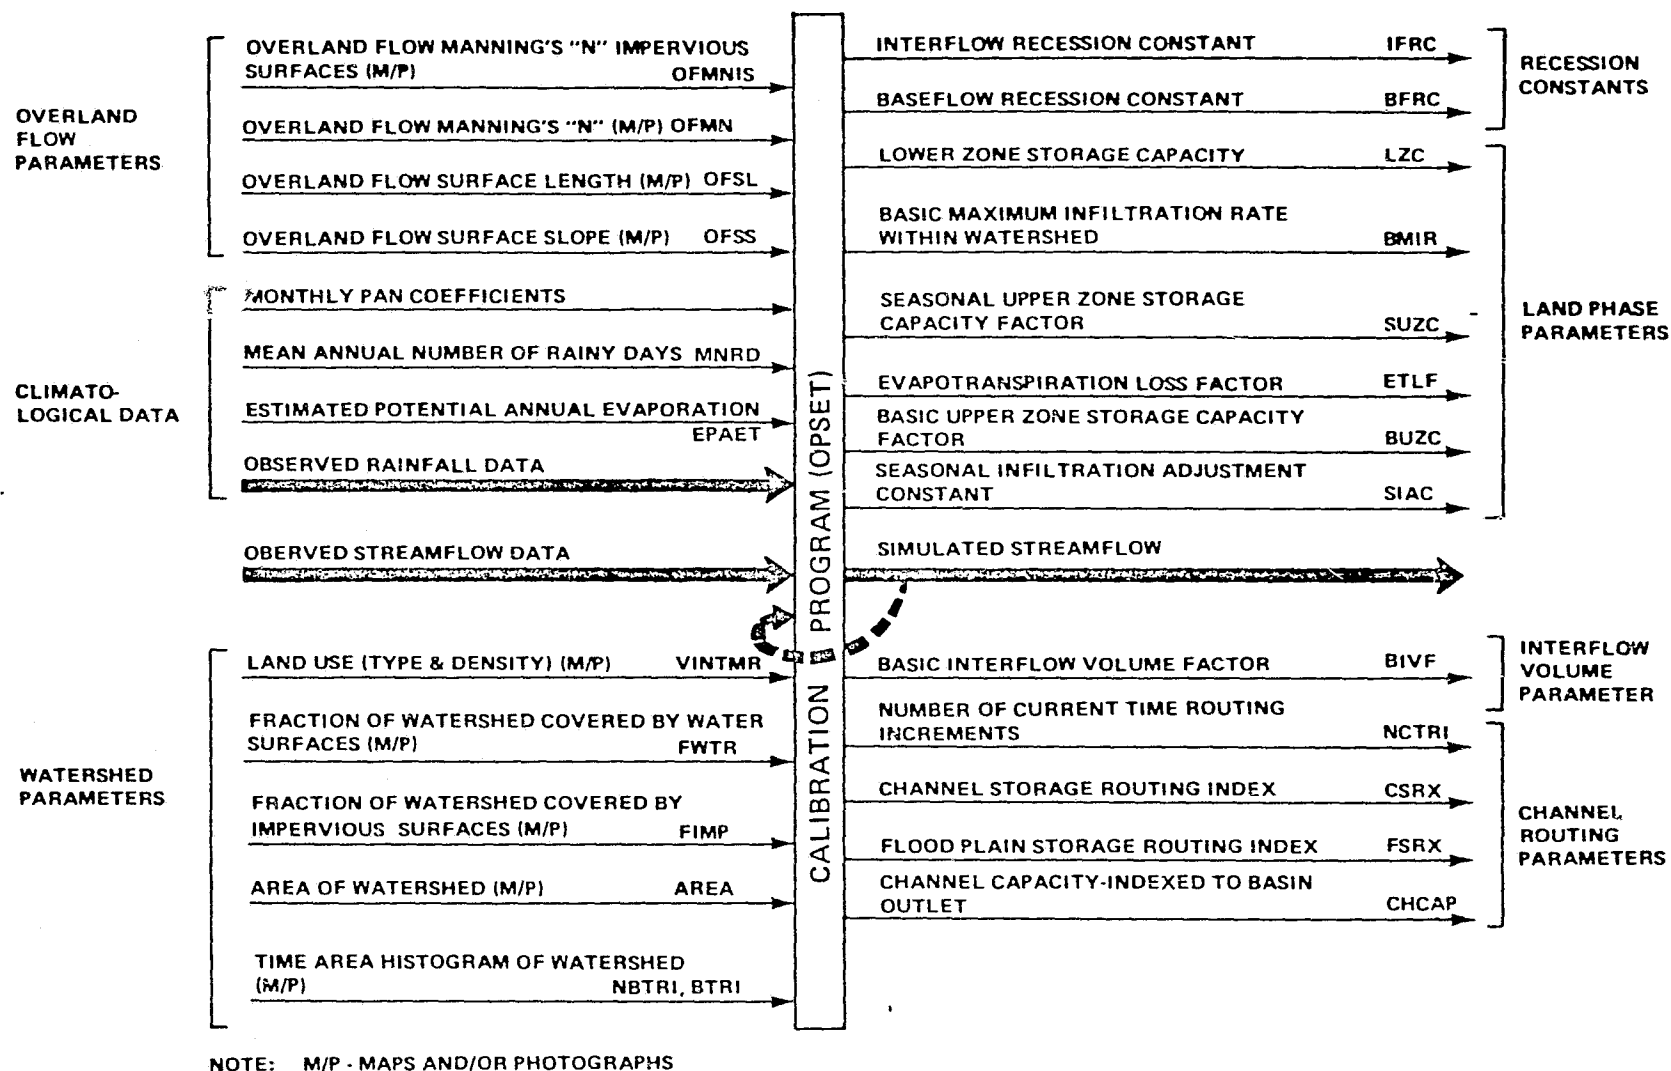 OVERLAND
FLOW
PARAMETERS
OVERLAND FLOW MANNING'S "N" IMPERVIOUS
SURFACES (M/P) OFMNIS
OVERLAND FLOW MANNING'S "N" (M/P) OFMN
OVERLAND FLOW SURFACE LENGTH (M/P) OFSL
OVERLAND FLOW SURFACE SLOPE (M/P) OFSS
CLIMATO-
LOGICAL DATA
MONTHLY PAN COEFFICIENTS
MEAN ANNUAL NUMBER OF RAINY DAYS MNRD
ESTIMATED POTENTIAL ANNUAL EVAPORATION
EPAET
OBSERVED RAINFALL DATA
OBERVED STREAMFLOW DATA
WATERSHED
PARAMETERS
LAND USE (TYPE & DENSITY) (M/P) VINTMR
FRACTION OF WATERSHED COVERED BY WATER
SURFACES (M/P) FWTR
FRACTION OF WATERSHED COVERED BY
IMPERVIOUS SURFACES (M/P) FIMP
AREA OF WATERSHED (M/P) AREA
TIME AREA HISTOGRAM OF WATERSHED
(M/P) NBTRI, BTRI
CALIBRATION PROGRAM (OPSET)
INTERFLOW RECESSION CONSTANT IFRC
BASEFLOW RECESSION CONSTANT BFRC
RECESSION
CONSTANTS
LOWER ZONE STORAGE CAPACITY LZC
BASIC MAXIMUM INFILTRATION RATE
WITHIN WATERSHED BMIR
SEASONAL UPPER ZONE STORAGE
CAPACITY FACTOR SUZC
EVAPOTRANSPIRATION LOSS FACTOR ETLF
BASIC UPPER ZONE STORAGE CAPACITY
FACTOR BUZC
SEASONAL INFILTRATION ADJUSTMENT
CONSTANT SIAC
LAND PHASE
PARAMETERS
SIMULATED STREAMFLOW
BASIC INTERFLOW VOLUME FACTOR BIVF
INTERFLOW
VOLUME
PARAMETER
NUMBER OF CURRENT TIME ROUTING
INCREMENTS NCTRI
CHANNEL STORAGE ROUTING INDEX CSRX
FLOOD PLAIN STORAGE ROUTING INDEX FSRX
CHANNEL CAPACITY-INDEXED TO BASIN
OUTLET CHCAP
CHANNEL
ROUTING
PARAMETERS
NOTE: M/P - MAPS AND/OR PHOTOGRAPHS